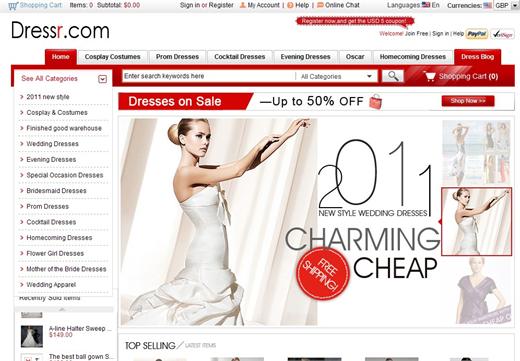 Shopping Cart Items: 0 Subtotal: $0.00 Sign in or Register My Account | Help | Online Chat Languages: En Currencies: GBP
Register now,and get the USD 5 coupon!
Dressr.com
Welcome! Join Free | Sign In | Help PayPal VeriSign
Home Cosplay Costumes Prom Dresses Cocktail Dresses Evening Dresses Oscar Homecoming Dresses Dress Blog
See All Categories Enter search keywords here All Categories Shopping Cart (0)
2011 new style
Cosplay & Costumes
Finished good warehouse
Wedding Dresses
Evening Dresses
Special Occasion Dresses
Bridesmaid Dresses
Prom Dresses
Cocktail Dresses
Homecoming Dresses
Flower Girl Dresses
Mother of the Bride Dresses
Wedding Apparel
Recently Sold Items
A-line Halter Sweep ...
$149.00
The best ball gown S...
Dresses on Sale —Up to 50% OFF Shop Now >>
2011
NEW STYLE WEDDING DRESSES
CHARMING
CHEAP
FREE
SHIPPING!
TOP SELLING / LATEST ITEMS